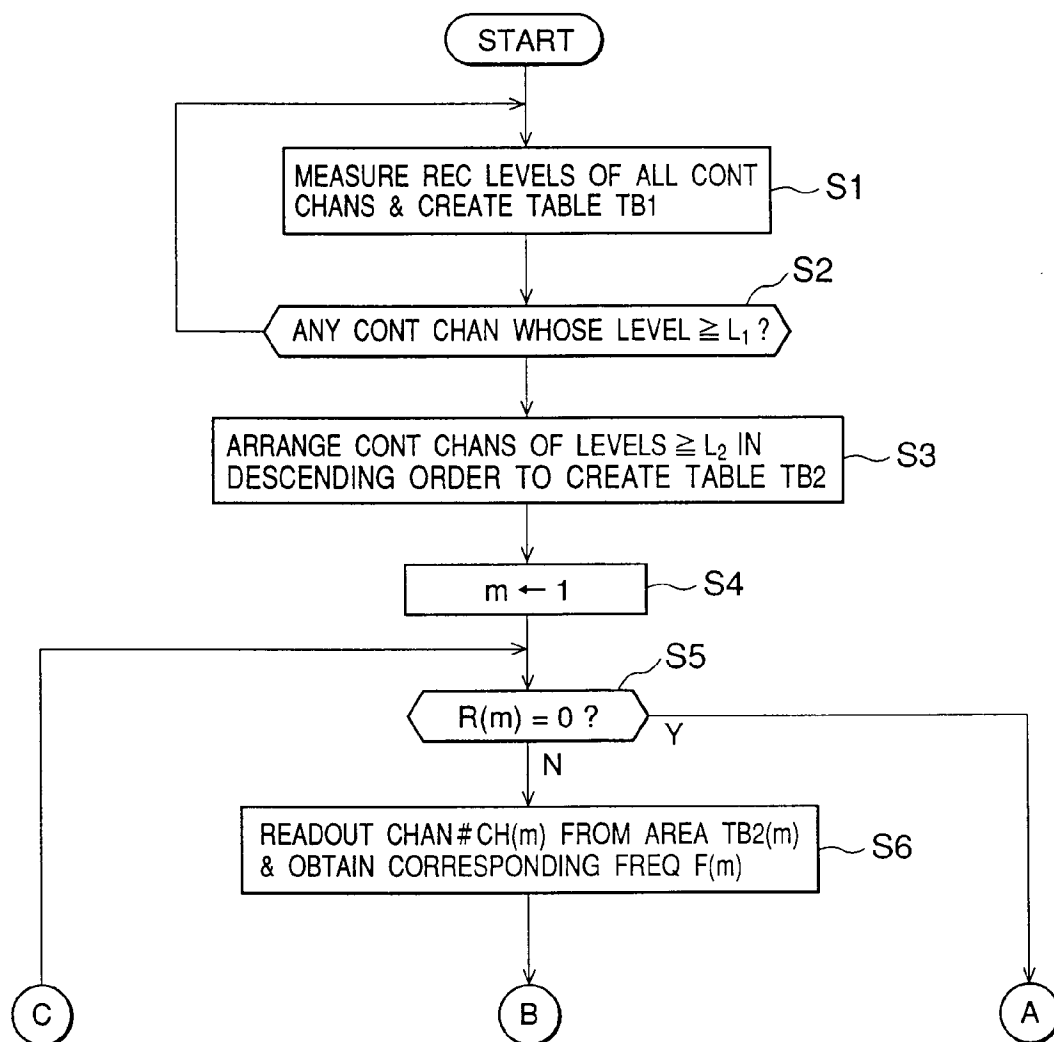 START
MEASURE REC LEVELS OF ALL CONT
CHANS & CREATE TABLE TB1
S1
S2
ANY CONT CHAN WHOSE LEVEL ≧ L₁ ?
ARRANGE CONT CHANS OF LEVELS ≧ L₂ IN
DESCENDING ORDER TO CREATE TABLE TB2
S3
m ← 1
S4
S5
R(m) = 0 ?
Y
N
READOUT CHAN# CH(m) FROM AREA TB2(m)
& OBTAIN CORRESPONDING FREQ F(m)
S6
C
B
A